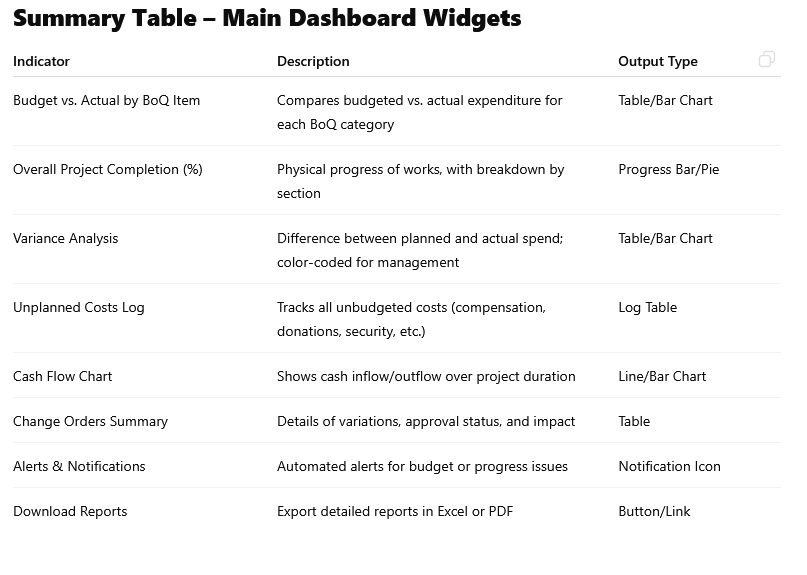 Summary Table – Main Dashboard Widgets
Indicator Description Output Type
Budget vs. Actual by BoQ Item Compares budgeted vs. actual expenditure for Table/Bar Chart
each BoQ category
Overall Project Completion (%) Physical progress of works, with breakdown by Progress Bar/Pie
section
Variance Analysis Difference between planned and actual spend; Table/Bar Chart
color-coded for management
Unplanned Costs Log Tracks all unbudgeted costs (compensation, Log Table
donations, security, etc.)
Cash Flow Chart Shows cash inflow/outflow over project duration Line/Bar Chart
Change Orders Summary Details of variations, approval status, and impact Table
Alerts & Notifications Automated alerts for budget or progress issues Notification Icon
Download Reports Export detailed reports in Excel or PDF Button/Link